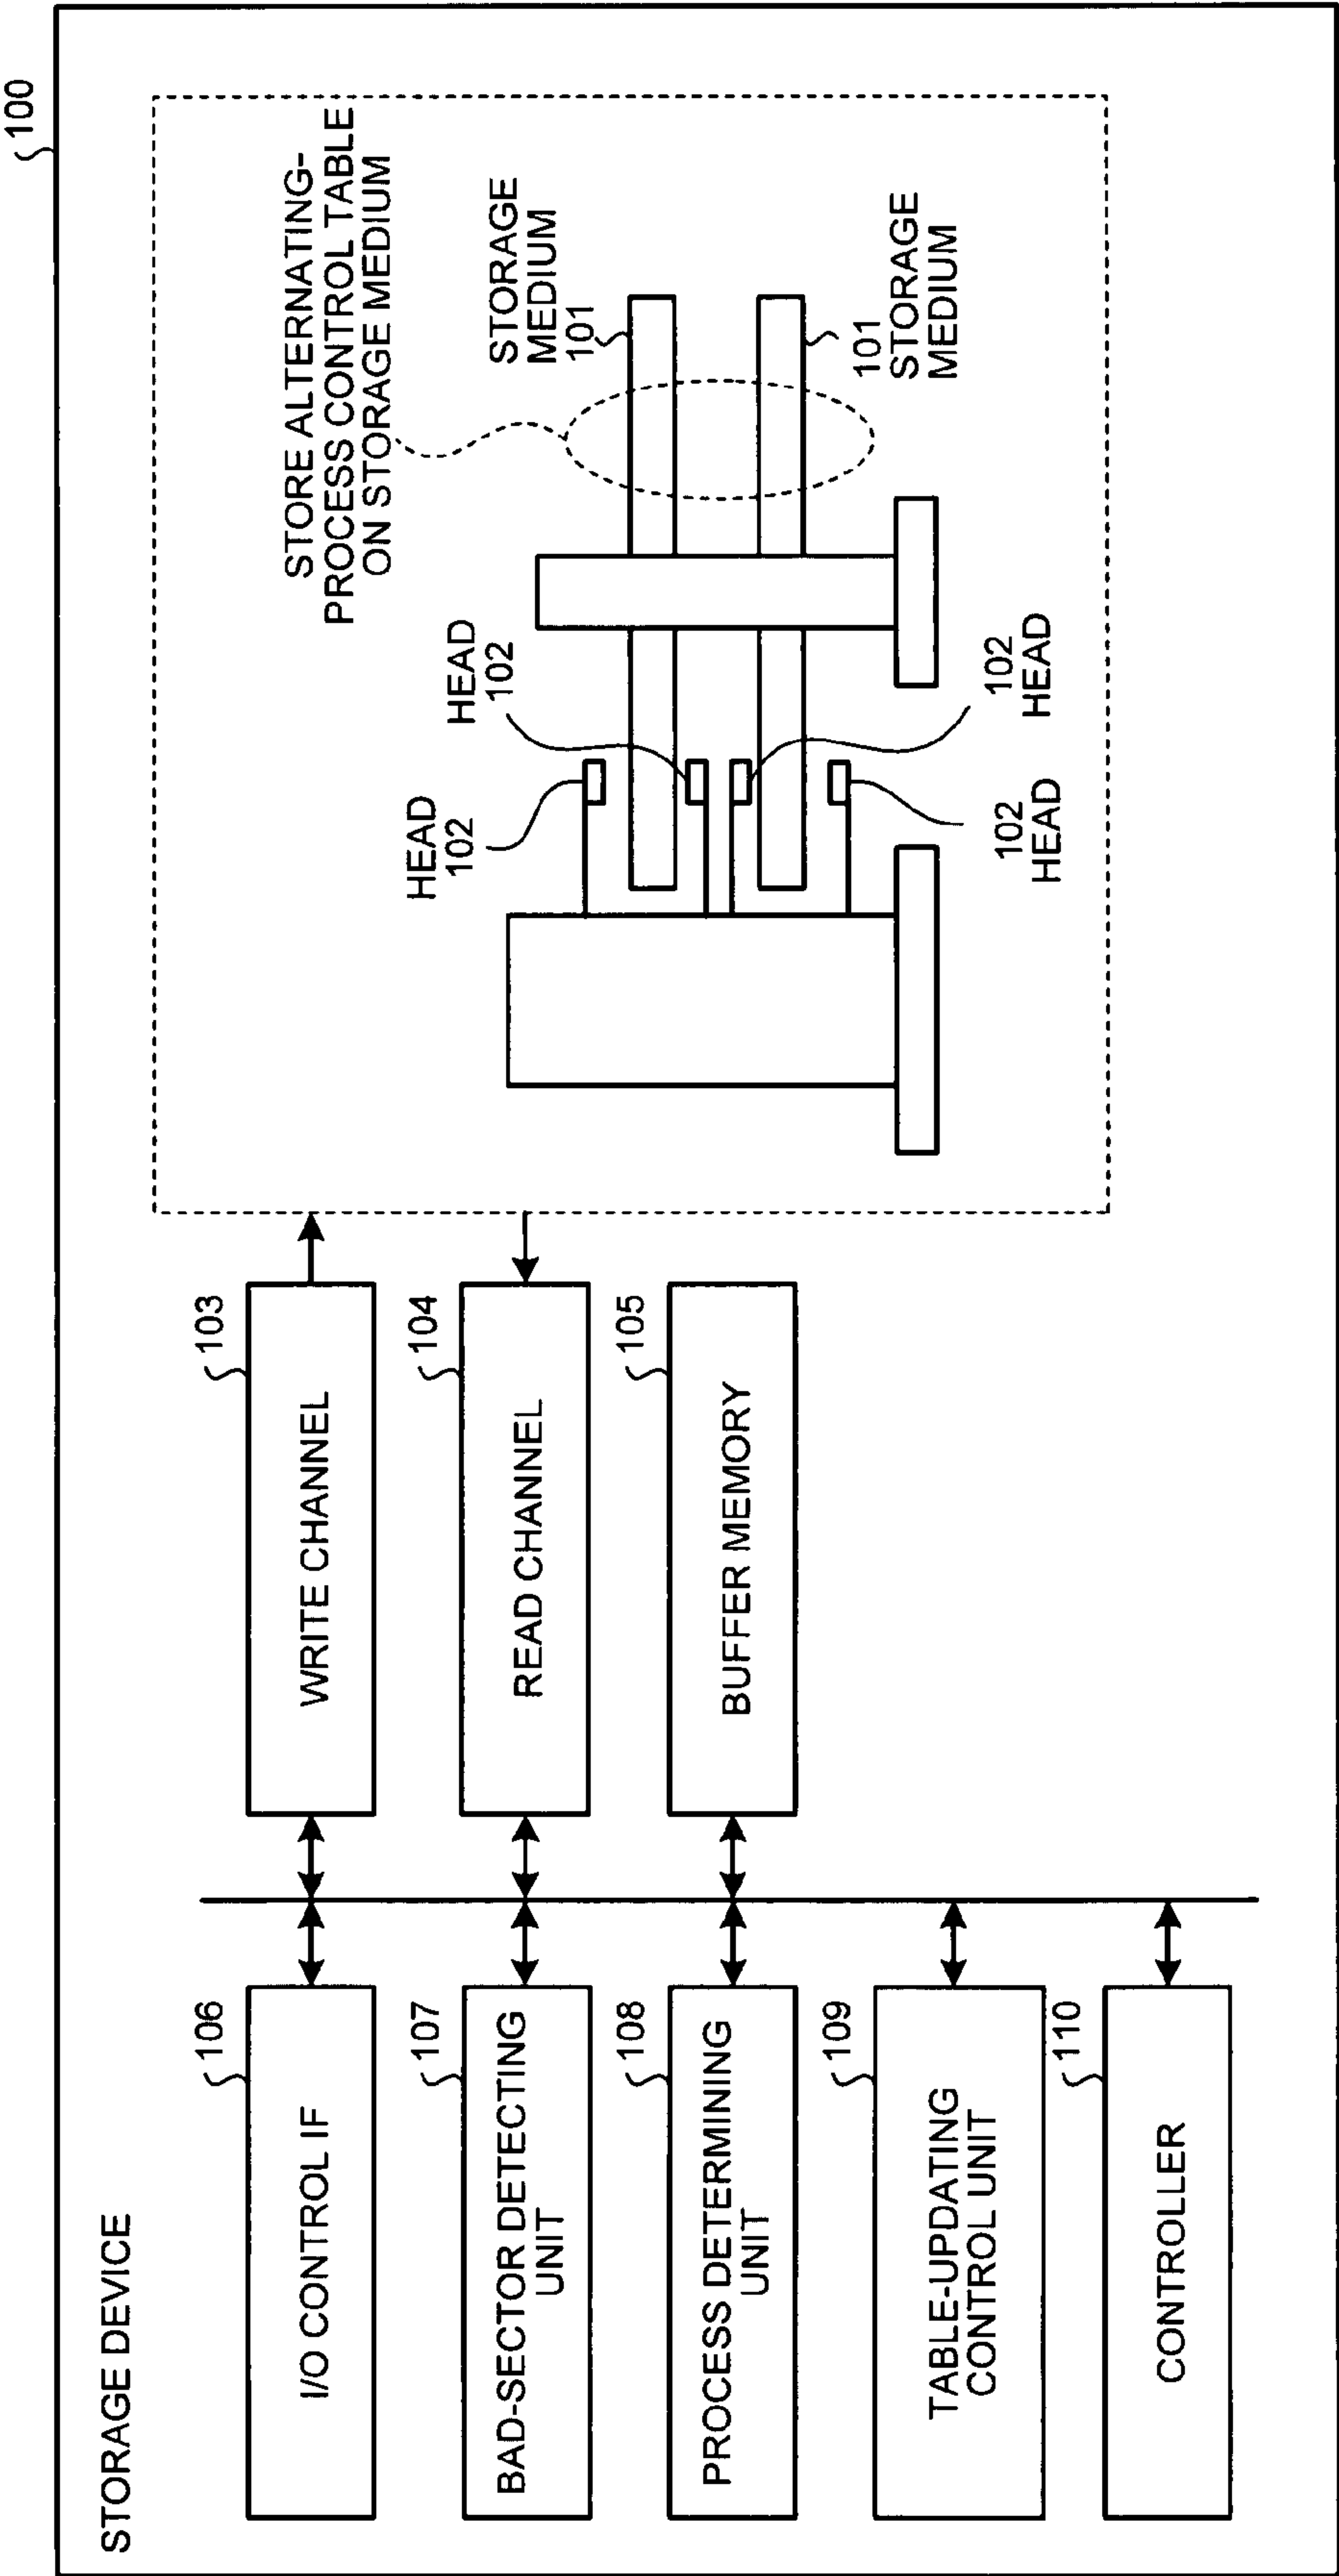 100
STORAGE DEVICE
106
I/O CONTROL IF
107
BAD-SECTOR DETECTING
UNIT
108
PROCESS DETERMINING
UNIT
109
TABLE-UPDATING
CONTROL UNIT
110
CONTROLLER
103
WRITE CHANNEL
104
READ CHANNEL
105
BUFFER MEMORY
STORE ALTERNATING-
PROCESS CONTROL TABLE
ON STORAGE MEDIUM
HEAD
102
HEAD
102
STORAGE
MEDIUM
101
101
STORAGE
MEDIUM
102
HEAD
102
HEAD